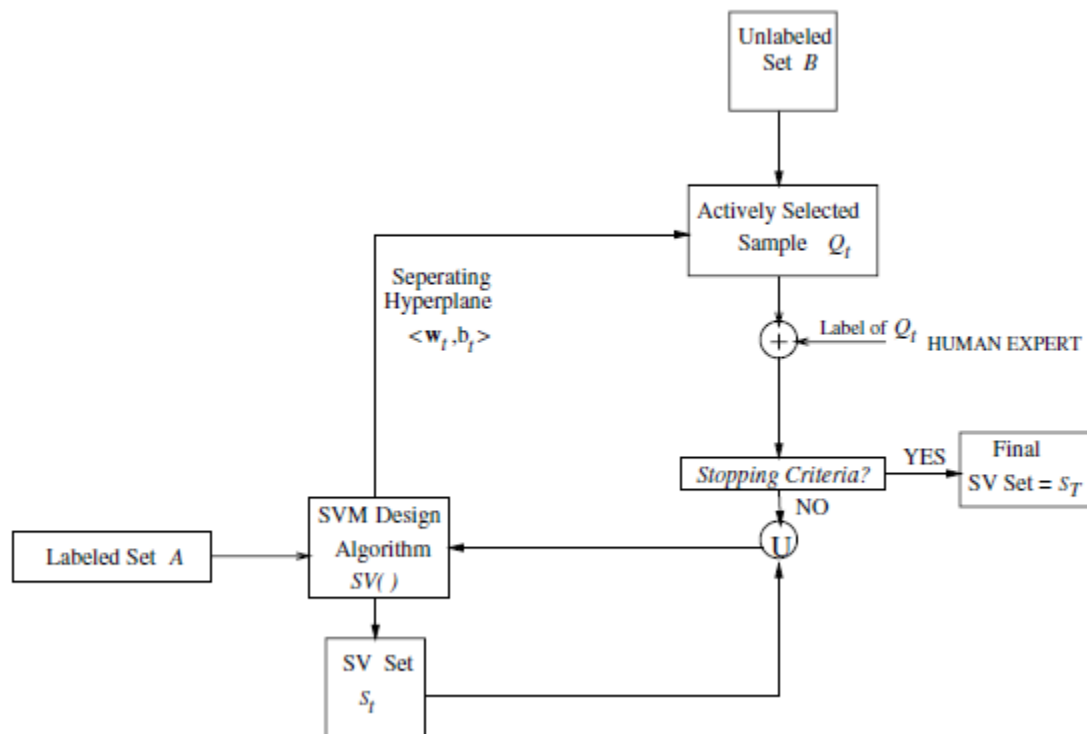 Unlabeled
Set B
Actively Selected
Sample Q_t
Seperating
Hyperplane
<w_t,b_t>
+
Label of Q_t
HUMAN EXPERT
Stopping Criteria?
YES
Final
SV Set = S_T
NO
U
SVM Design
Algorithm
SV( )
Labeled Set A
SV Set
S_t